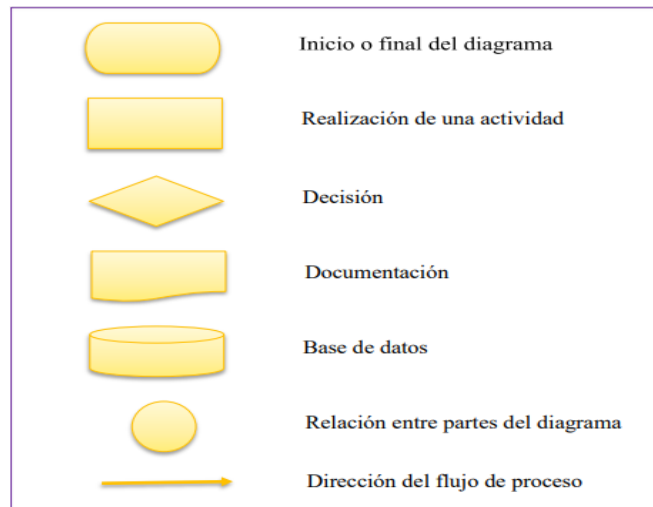 Inicio o final del diagrama
Realización de una actividad
Decisión
Documentación
Base de datos
Relación entre partes del diagrama
Dirección del flujo de proceso